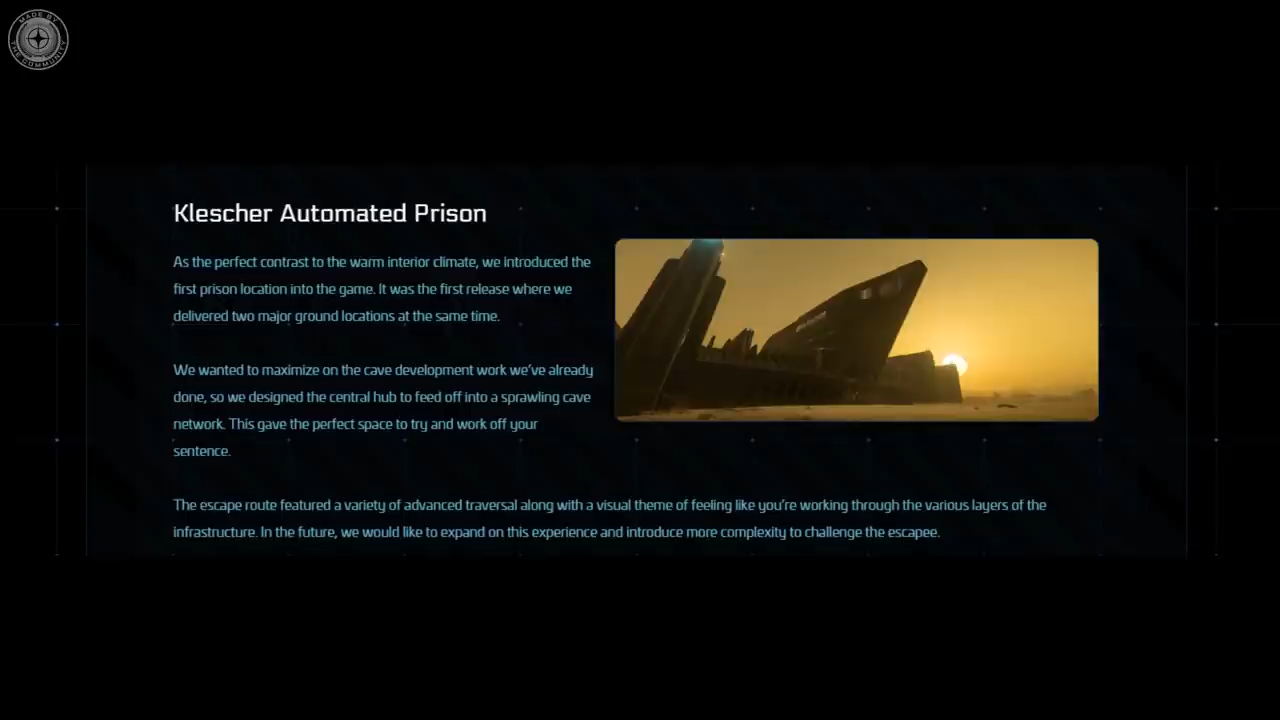 MADE BY
THE COMMUNITY
Klescher Automated Prison
As the perfect contrast to the warm interior climate, we introduced the
first prison location into the game. It was the first release where we
delivered two major ground locations at the same time.
We wanted to maximize on the cave development work we've already
done, so we designed the central hub to feed off into a sprawling cave
network. This gave the perfect space to try and work off your
sentence.
The escape route featured a variety of advanced traversal along with a visual theme of feeling like you're working through the various layers of the
infrastructure. In the future, we would like to expand on this experience and introduce more complexity to challenge the escapee.